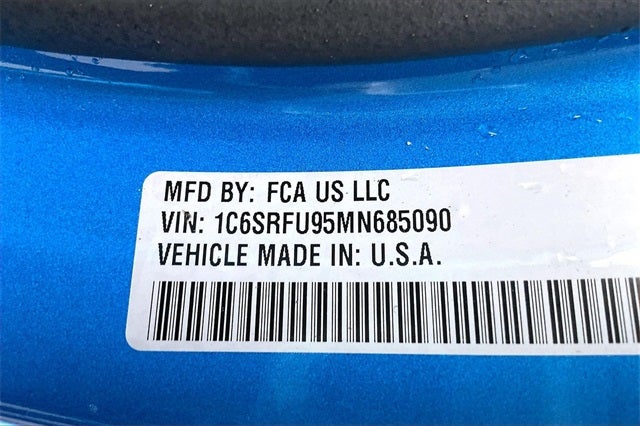 MFD BY: FCA US LLC
VIN: 1C6SRFU95MN685090
VEHICLE MADE IN: U.S.A.